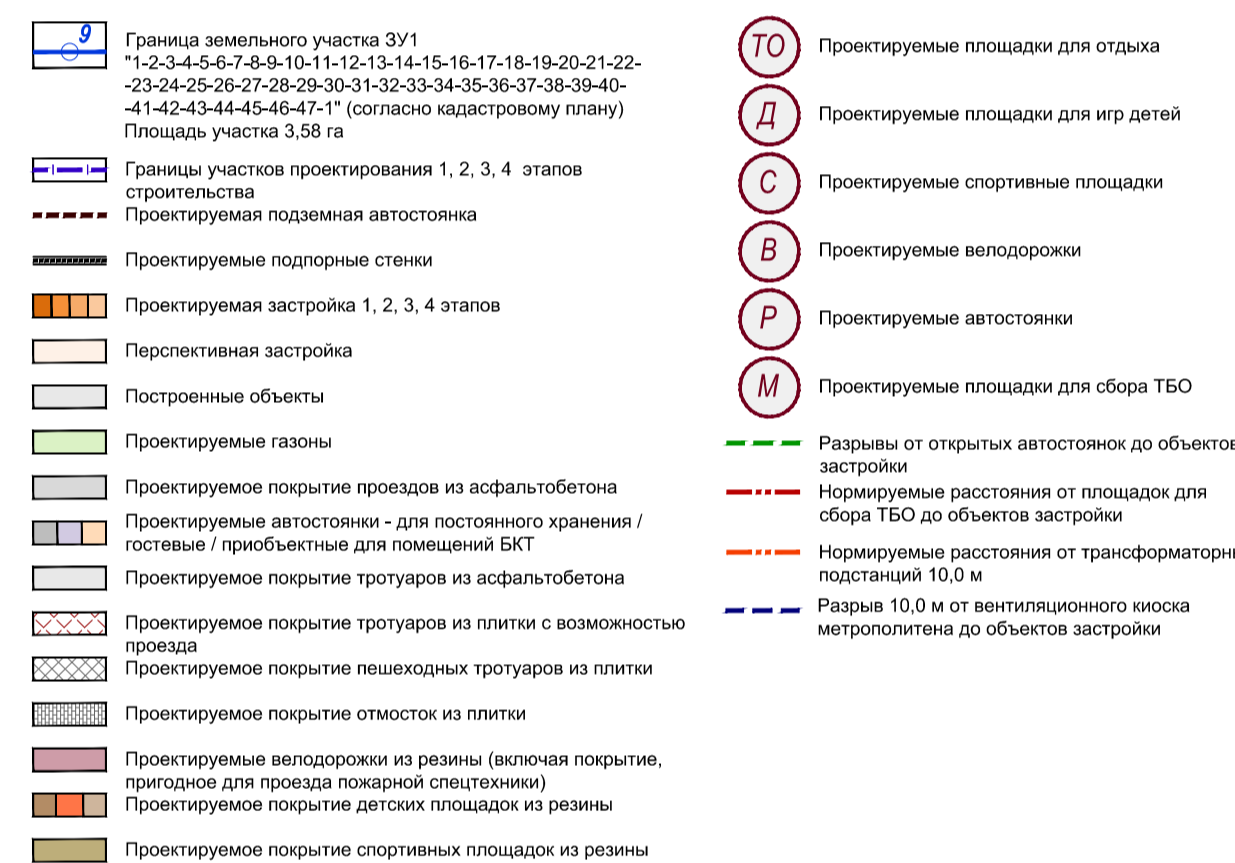 9
Граница земельного участка ЗУ1
"1-2-3-4-5-6-7-8-9-10-11-12-13-14-15-16-17-18-19-20-21-22-
-23-24-25-26-27-28-29-30-31-32-33-34-35-36-37-38-39-40-
-41-42-43-44-45-46-47-1" (согласно кадастровому плану)
Площадь участка 3,58 га
Границы участков проектирования 1, 2, 3, 4 этапов
строительства
Проектируемая подземная автостоянка
Проектируемые подпорные стенки
Проектируемая застройка 1, 2, 3, 4 этапов
Перспективная застройка
Построенные объекты
Проектируемые газоны
Проектируемое покрытие проездов из асфальтобетона
Проектируемые автостоянки - для постоянного хранения /
гостевые / приобъектные для помещений БКТ
Проектируемое покрытие тротуаров из асфальтобетона
Проектируемое покрытие тротуаров из плитки с возможностью
проезда
Проектируемое покрытие пешеходных тротуаров из плитки
Проектируемое покрытие отмосток из плитки
Проектируемые велодорожки из резины (включая покрытие,
пригодное для проезда пожарной спецтехники)
Проектируемое покрытие детских площадок из резины
Проектируемое покрытие спортивных площадок из резины
ТО Проектируемые площадки для отдыха
Д Проектируемые площадки для игр детей
С Проектируемые спортивные площадки
В Проектируемые велодорожки
Р Проектируемые автостоянки
М Проектируемые площадки для сбора ТБО
Разрывы от открытых автостоянок до объектов
застройки
Нормируемые расстояния от площадок для
сбора ТБО до объектов застройки
Нормируемые расстояния от трансформаторн
подстанций 10,0 м
Разрыв 10,0 м от вентиляционного киоска
метрополитена до объектов застройки